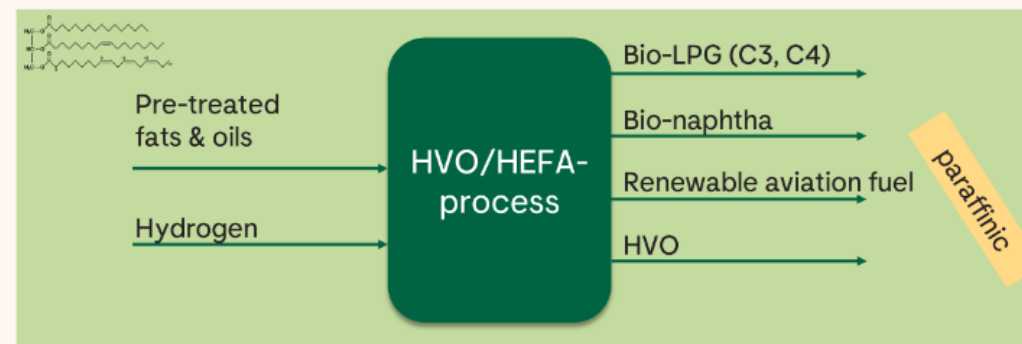 Pre-treated
fats & oils
Hydrogen
HVO/HEFA-
process
Bio-LPG (C3, C4)
Bio-naphtha
Renewable aviation fuel
HVO
paraffinic